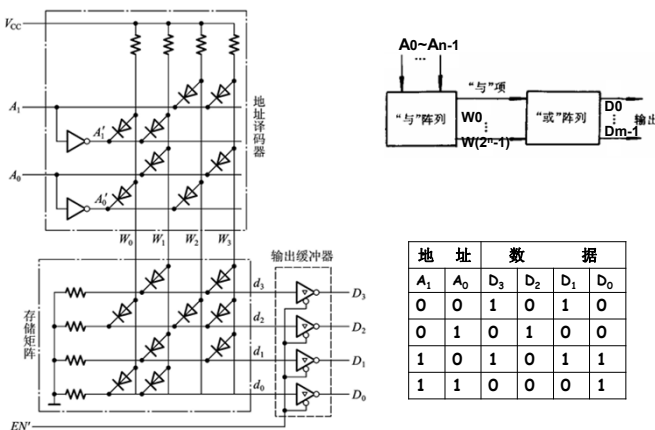 V_CC
A_1
A_1'
A_0
A_0'
地址译码器
W_0 W_1 W_2 W_3
存储矩阵
输出缓冲器
d_3 D_3
d_2 D_2
d_1 D_1
d_0 D_0
EN'
A0~An-1
...
“与”阵列
“与”项
W0
⋮
W(2ⁿ-1)
“或”阵列
D0
⋮
Dm-1
输出
地 址 数 据
A_1 A_0 D_3 D_2 D_1 D_0
0 0 1 0 1 0
0 1 0 1 0 0
1 0 1 0 1 1
1 1 0 0 0 1